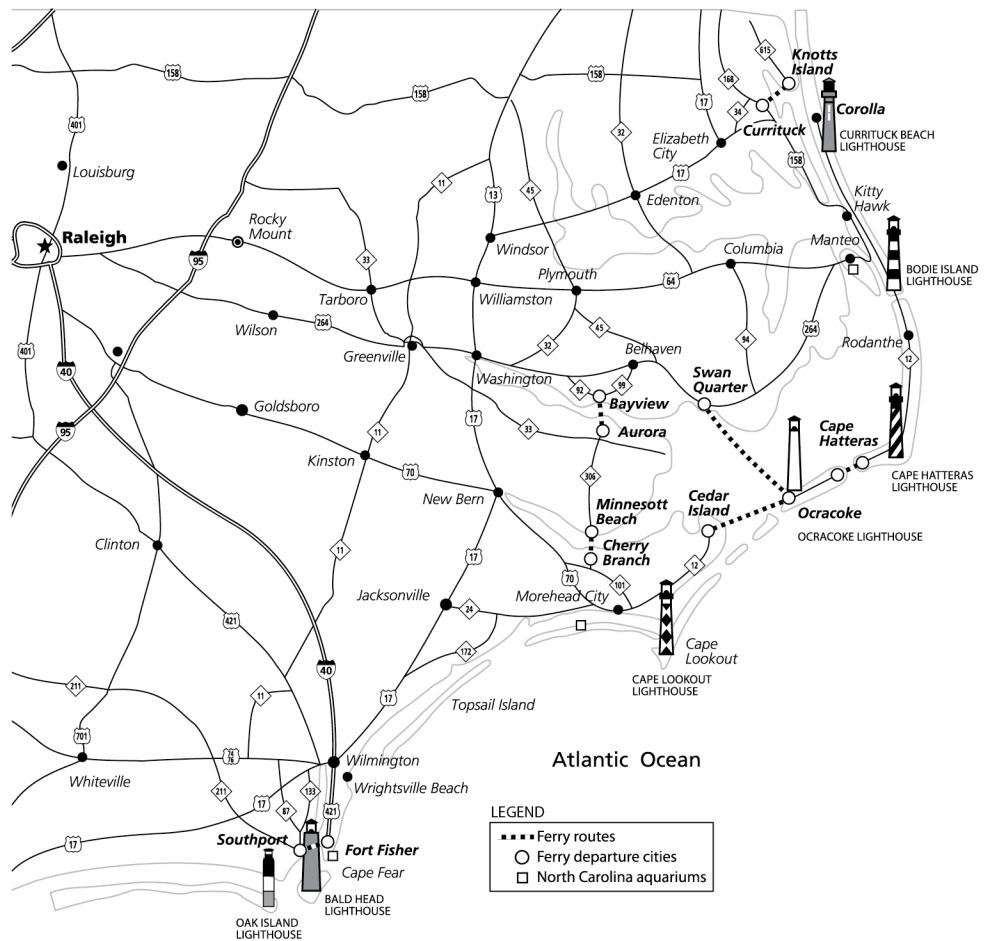 615
Knotts
Island
158
158
168
158
17
34
Corolla
401
CURRITUCK BEACH
LIGHTHOUSE
Currituck
32
Elizabeth
City
158
Louisburg
17
11
45
13
Edenton
Kitty
Hawk
Rocky
Mount
Raleigh
Windsor
Columbia
Manteo
95
33
Plymouth
BODIE ISLAND
LIGHTHOUSE
64
Tarboro
Williamston
Wilson
264
45
264
94
Rodanthe
401
32
Greenville
Belhaven
12
40
Washington
Swan
Quarter
92
99
Bayview
Goldsboro
17
Cape
Hatteras
95
11
33
Aurora
Kinston
70
306
CAPE HATTERAS
LIGHTHOUSE
New Bern
Cedar
Island
Minnesott
Beach
Ocracoke
OCRACOKE LIGHTHOUSE
Clinton
11
17
Cherry
Branch
12
70
101
Jacksonville
24
Morehead City
421
172
Cape
Lookout
40
CAPE LOOKOUT
LIGHTHOUSE
211
11
17
Topsail Island
701
74
76
Wilmington
Atlantic Ocean
Whiteville
Wrightsville Beach
211
133
17
87
421
LEGEND
Ferry routes
17
Southport
Fort Fisher
Ferry departure cities
Cape Fear
North Carolina aquariums
BALD HEAD
LIGHTHOUSE
OAK ISLAND
LIGHTHOUSE